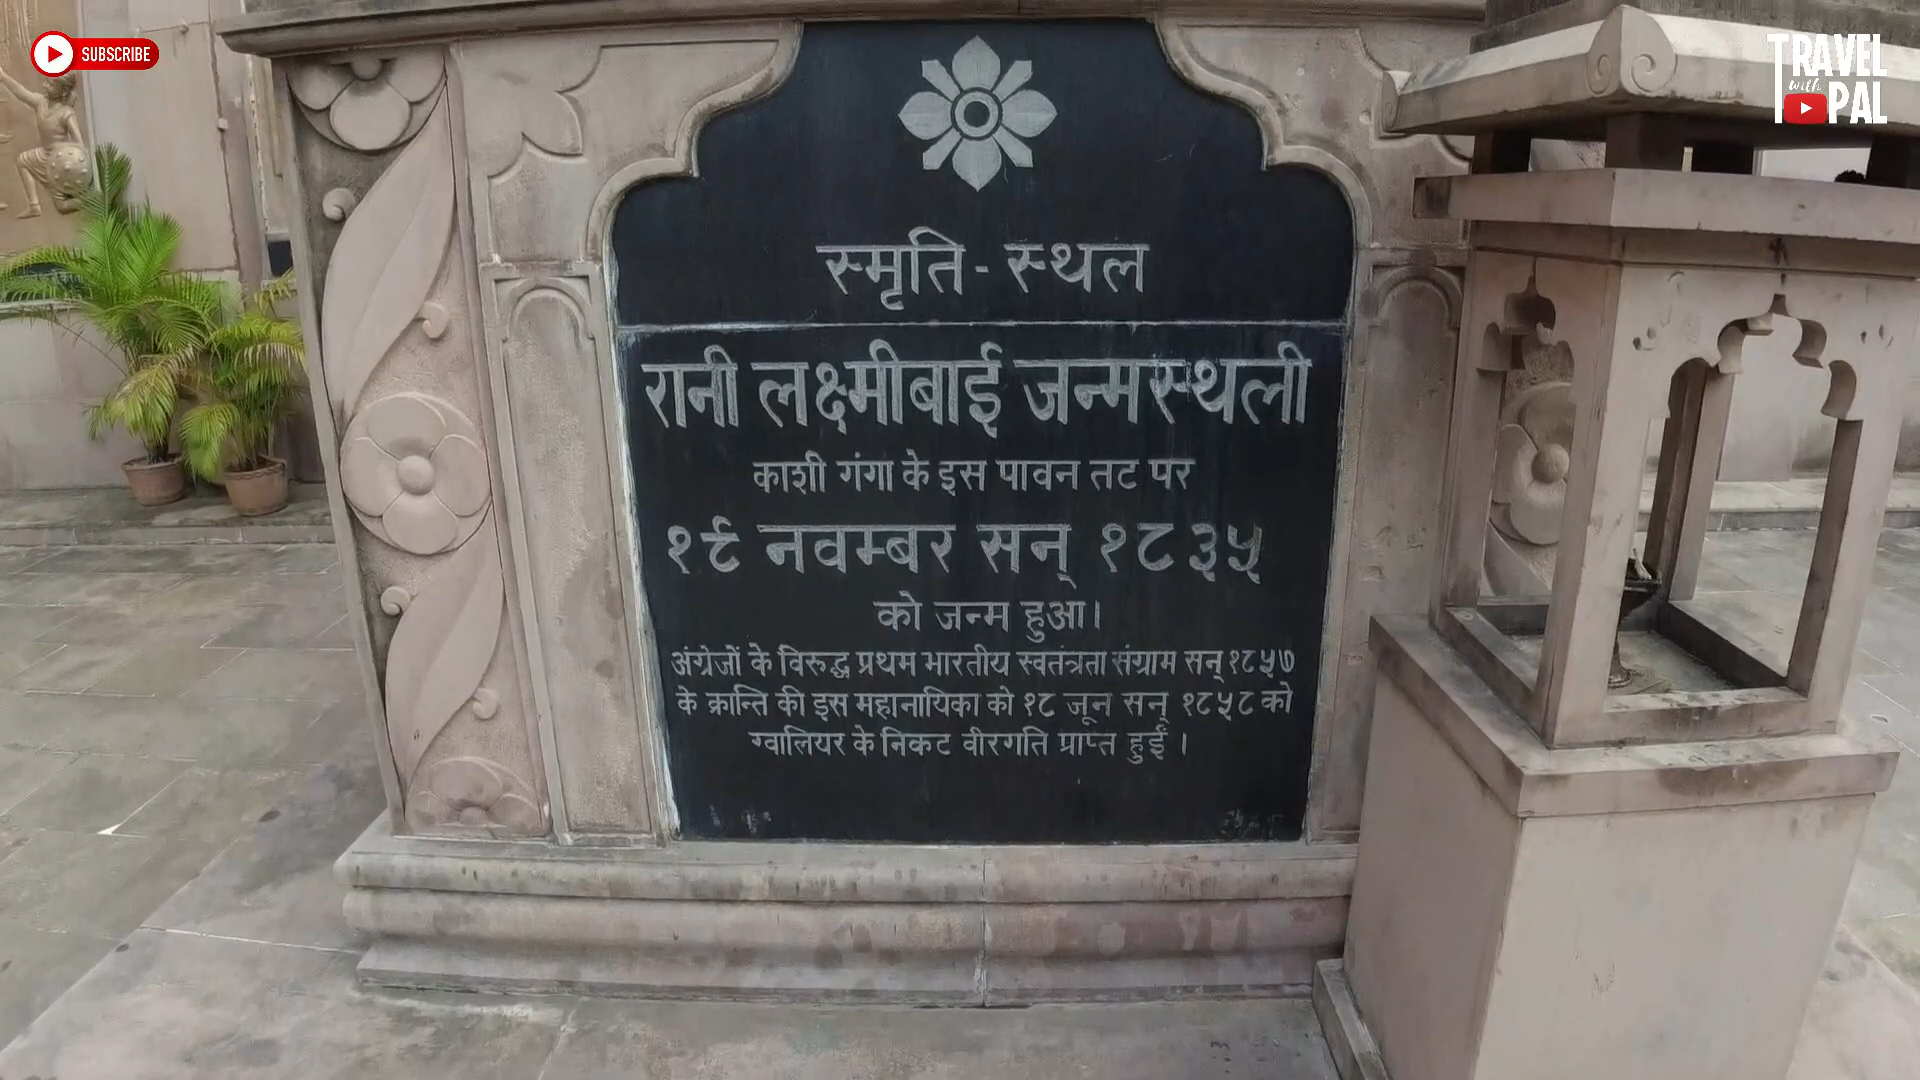 SUBSCRIBE
TRAVEL
with
PAL
स्मृति - स्थल
रानी लक्ष्मीबाई जन्मस्थली
काशी गंगा के इस पावन तट पर
१९ नवम्बर सन् १८३५
को जन्म हुआ।
अंग्रेजों के विरुद्ध प्रथम भारतीय स्वतंत्रता संग्राम सन् १८५७
के क्रान्ति की इस महानायिका को १८ जून सन् १८५८ को
ग्वालियर के निकट वीरगति प्राप्त हुई ।